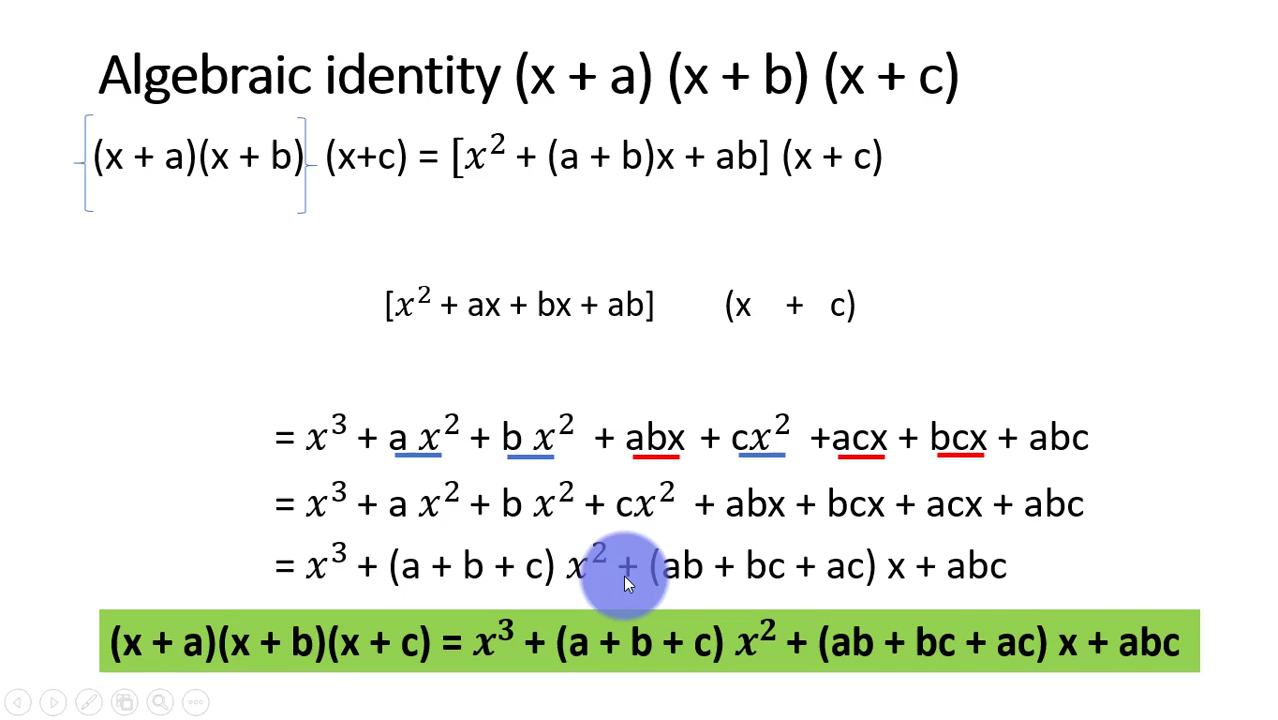 Algebraic identity (x + a) (x + b) (x + c)
(x + a)(x + b) (x+c) = [𝑥² + (a + b)x + ab] (x + c)
[𝑥² + ax + bx + ab] (x + c)
= 𝑥³ + a 𝑥² + b 𝑥² + abx + c𝑥² +acx + bcx + abc
= 𝑥³ + a 𝑥² + b 𝑥² + c𝑥² + abx + bcx + acx + abc
= 𝑥³ + (a + b + c) 𝑥² + (ab + bc + ac) x + abc
(x + a)(x + b)(x + c) = 𝒙³ + (a + b + c) 𝒙² + (ab + bc + ac) x + abc